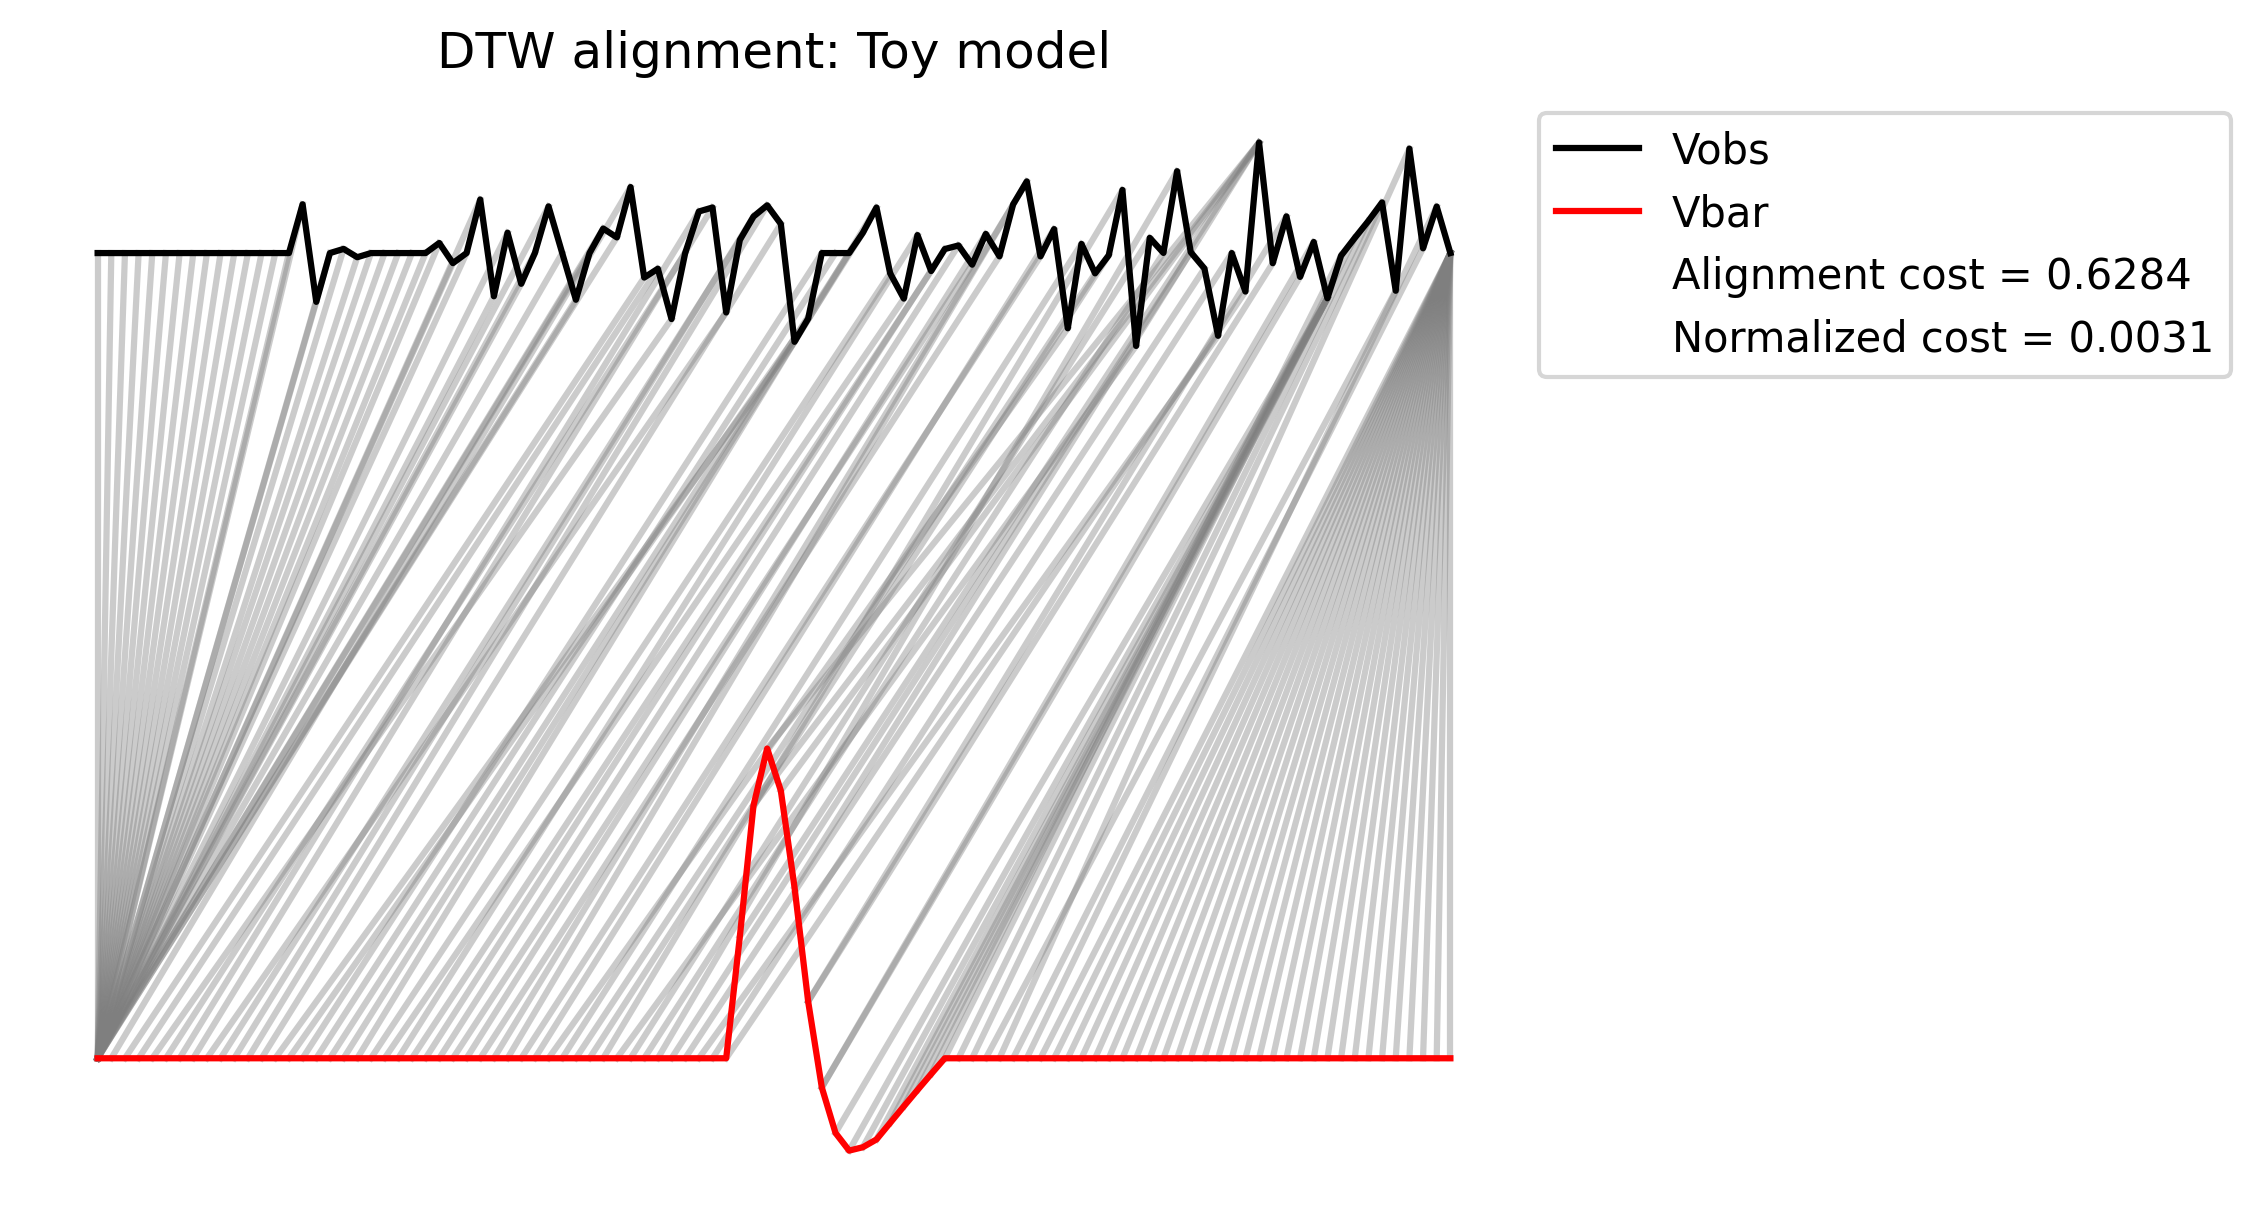 DTW alignment: Toy model
Vobs
Vbar
Alignment cost = 0.6284
Normalized cost = 0.0031